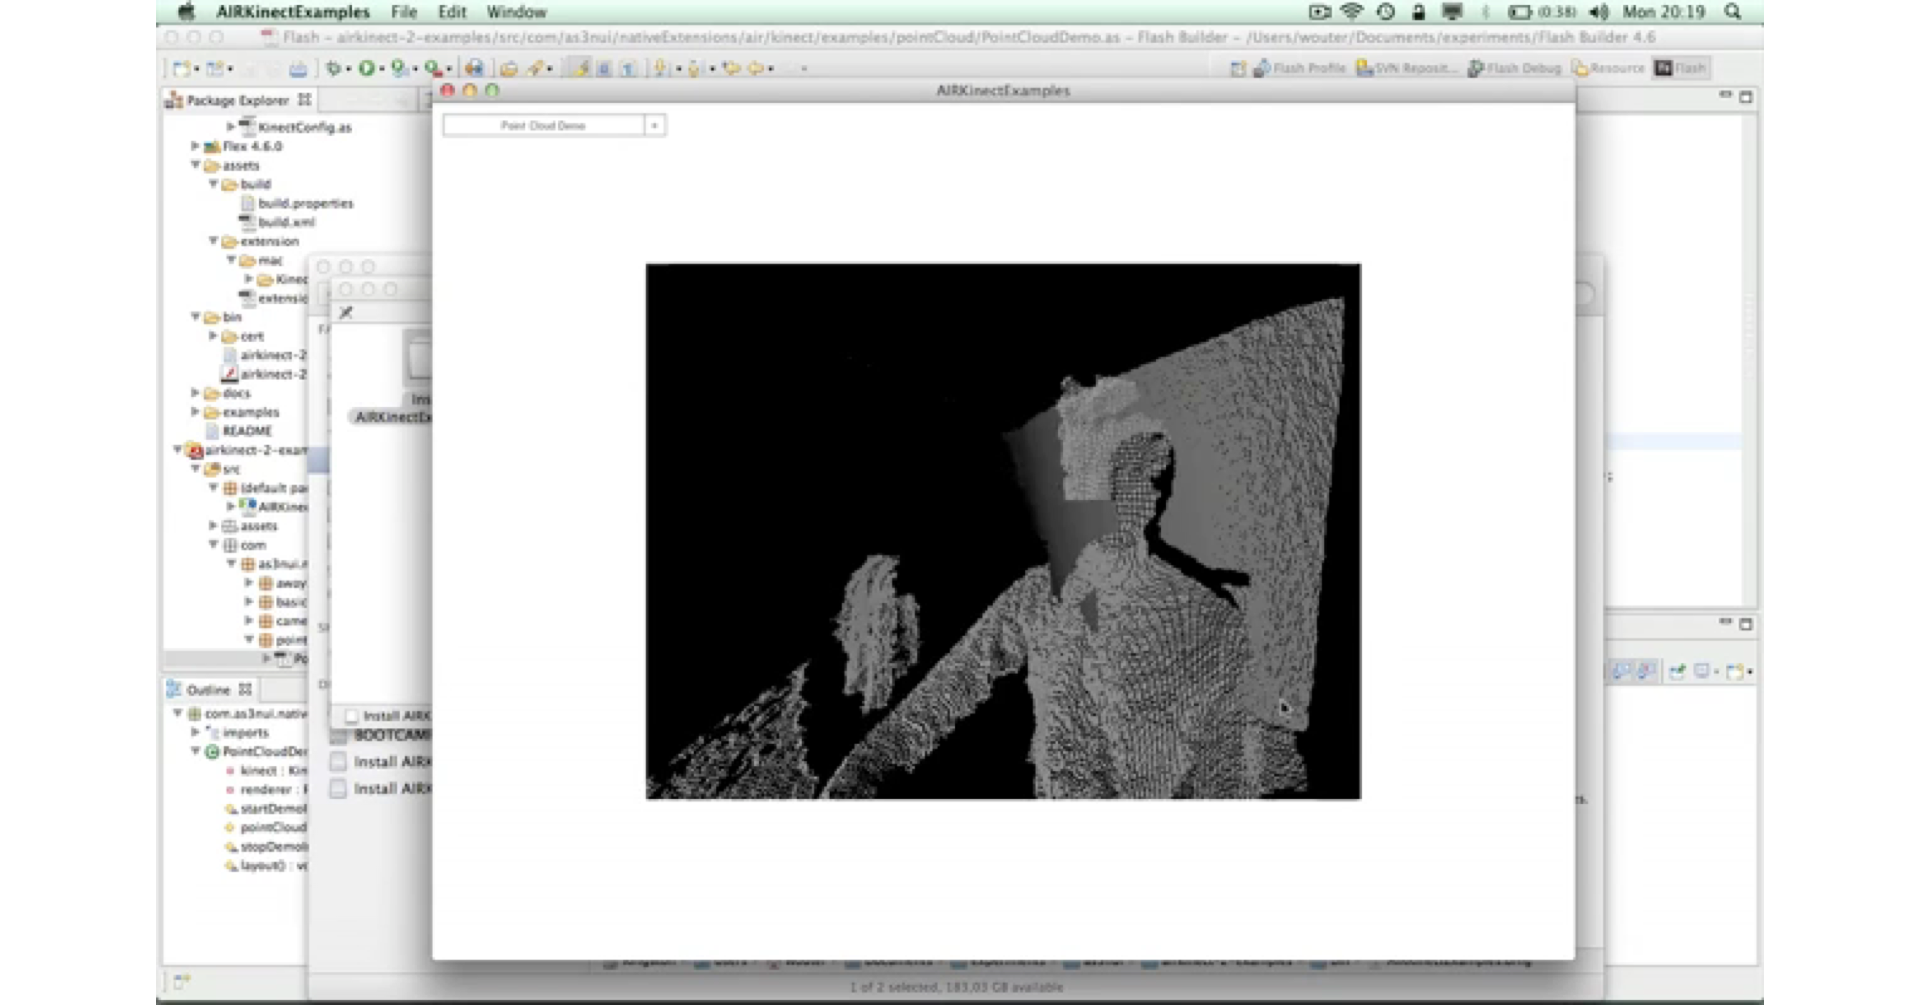 AIRKinectExamples File Edit Window (0:38) Mon 20:19
Flash - airkinect-2-examples/src/com/as3nui/nativeExtensions/air/kinect/examples/pointCloud/PointCloudDemo.as - Flash Builder - /Users/wouter/Documents/experiments/Flash Builder 4.6
Flash Profile SVN Reposit... Flash Debug Resource Flash
Package Explorer
AIRKinectExamples
Point Cloud Demo
KinectConfig.as
Flex 4.6.0
assets
build
build.properties
build.xml
extension
mac
Kinec
extensio
bin
cert
airkinect-2
airkinect-2
docs
examples
README
airkinect-2-exam
src
(default pa
AIRKine
assets
com
as3nui.n
away
basic
came
point
Po
Ins
AIRKinectEx
Outline
com.as3nui.nativ
imports
PointCloudDe
kinect : Kin
renderer :
startDemoI
pointCloud
stopDemoI
layout() : vo
Install AIRK
BOOTCAM
Install AIRK
Install AIRK
1 of 2 selected, 183,03 GB available